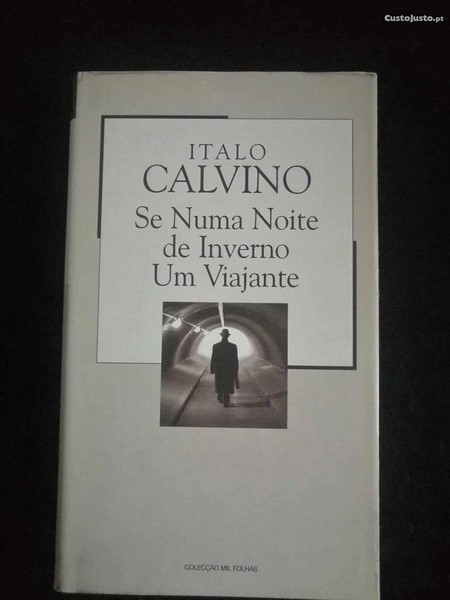 CustoJusto.pt
ITALO
CALVINO
Se Numa Noite
de Inverno
Um Viajante
COLECÇÃO MIL FOLHAS